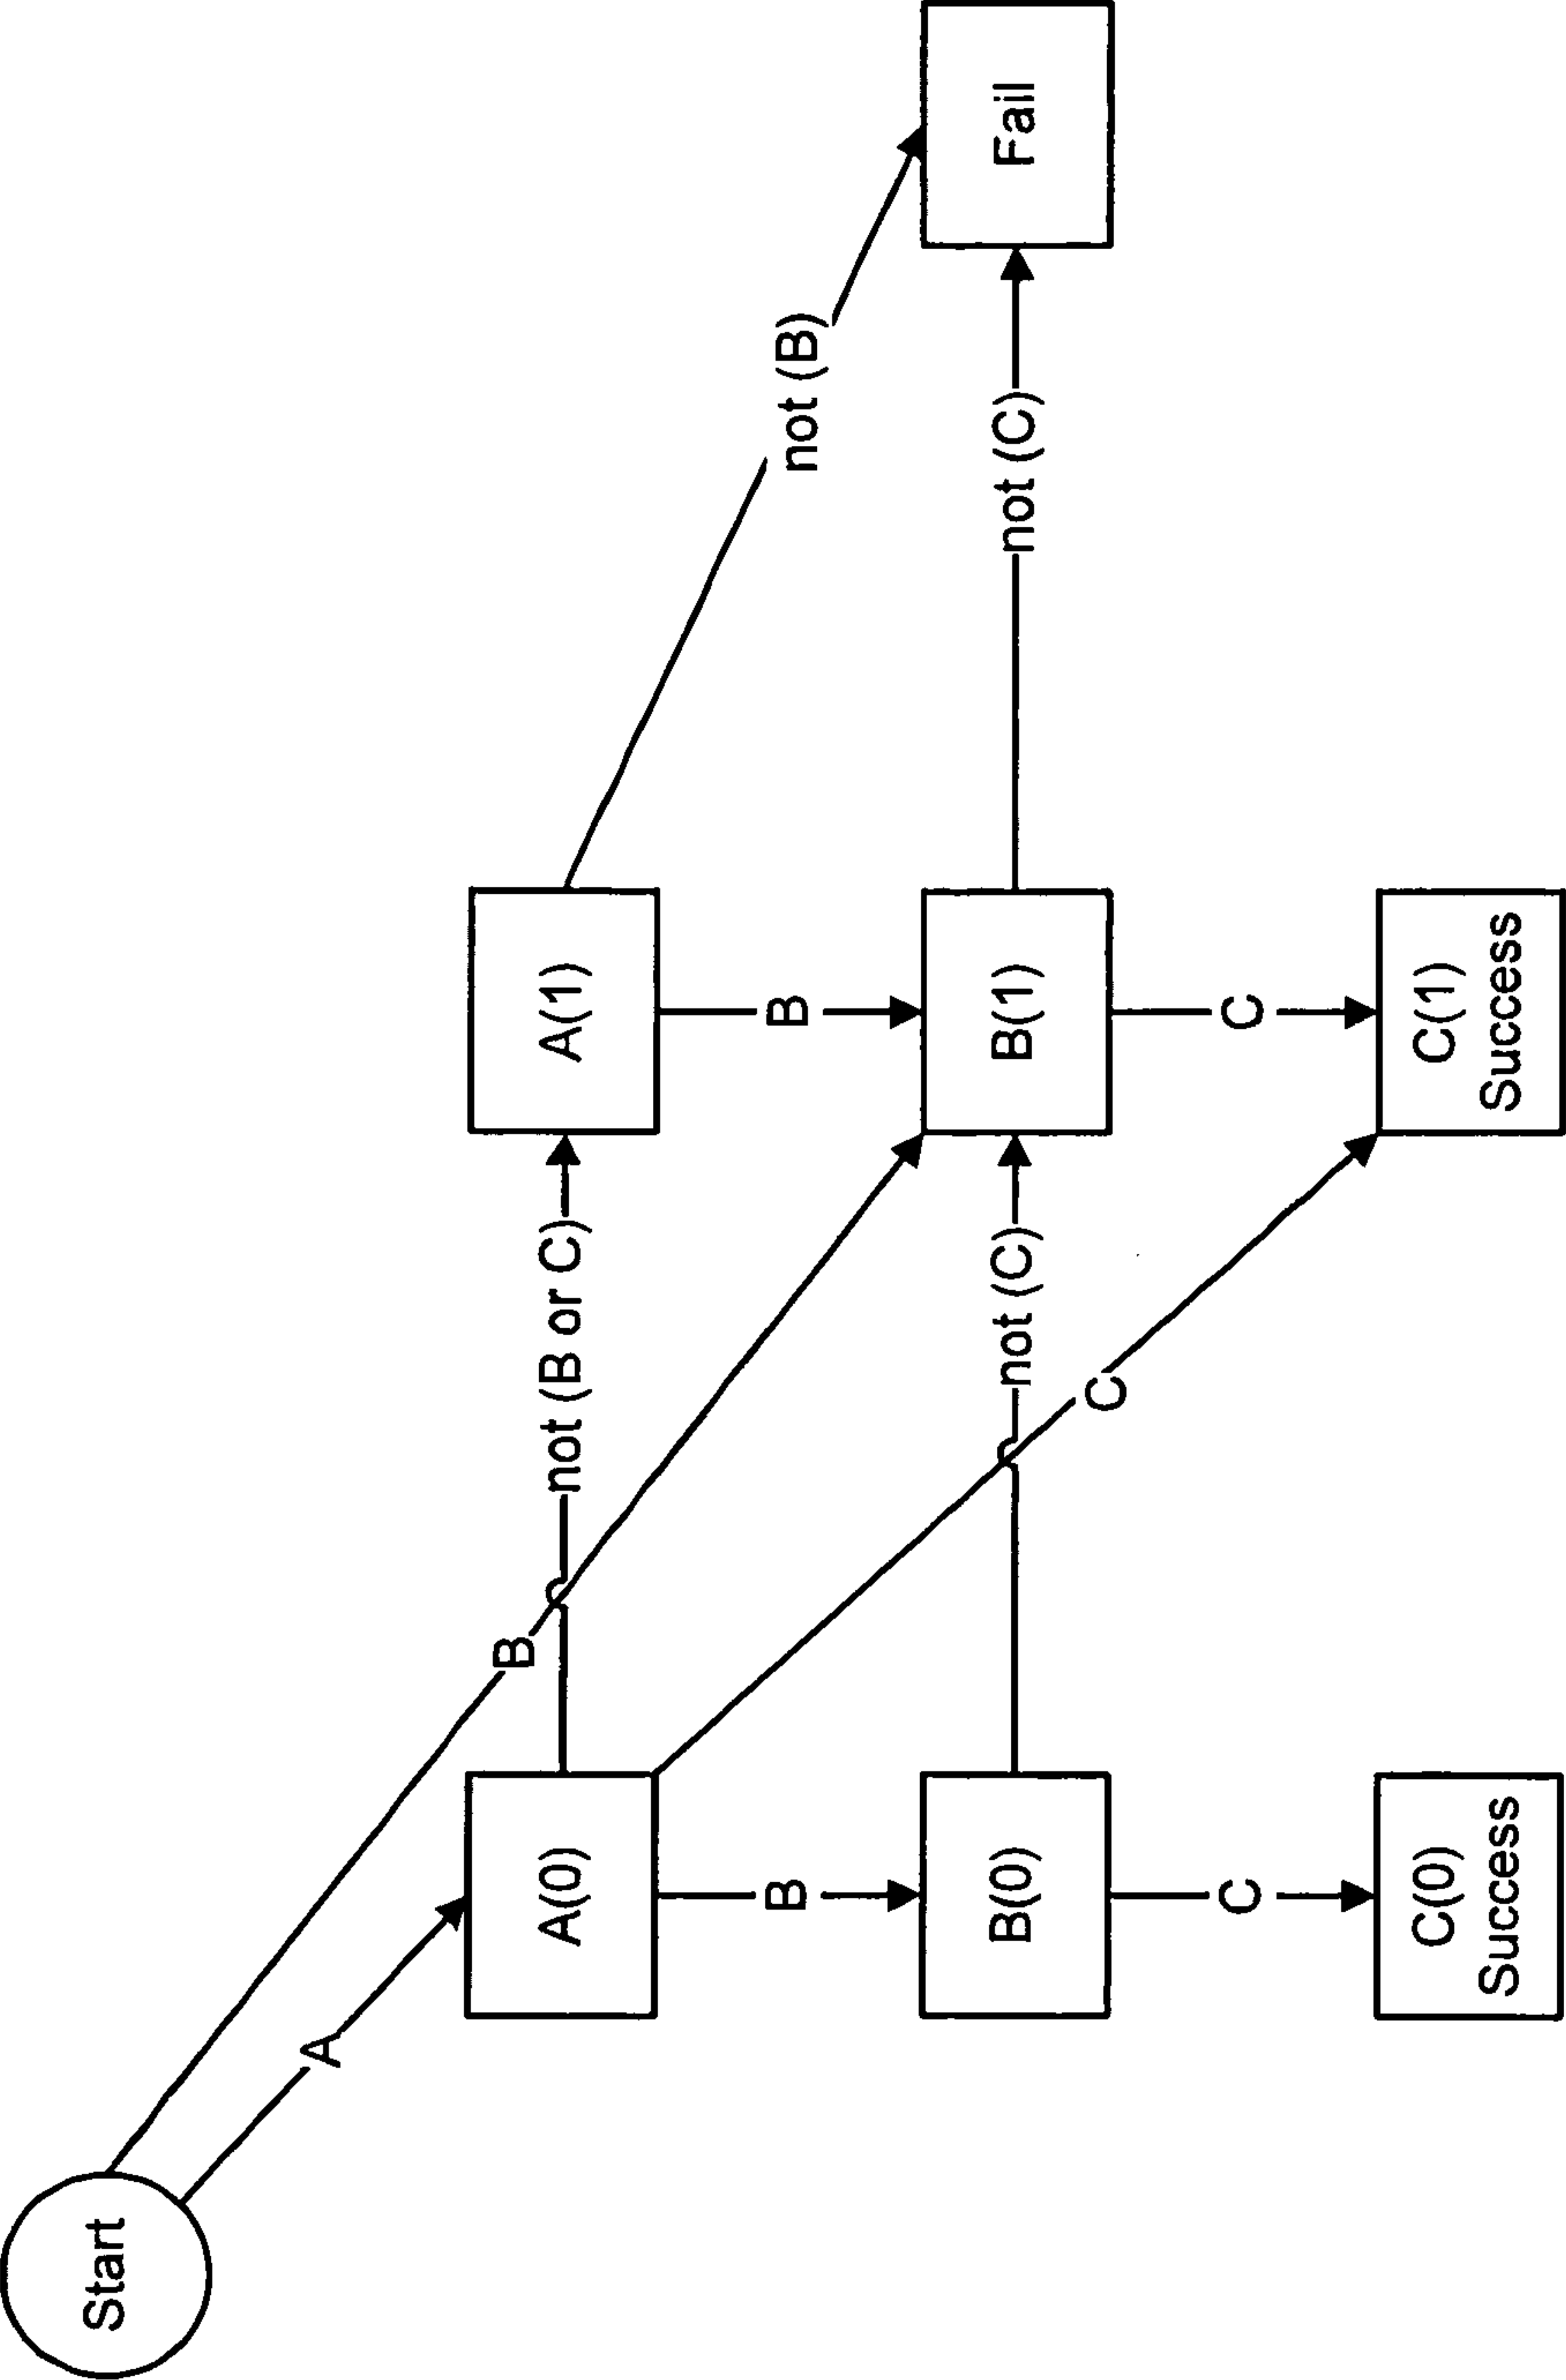 Start
A
B
A(0)
not (B or C)
A(1)
B
B
not (B)
B(0)
not (C)
B(1)
not (C)
Fail
C
C
C
C(0)
Success
C(1)
Success